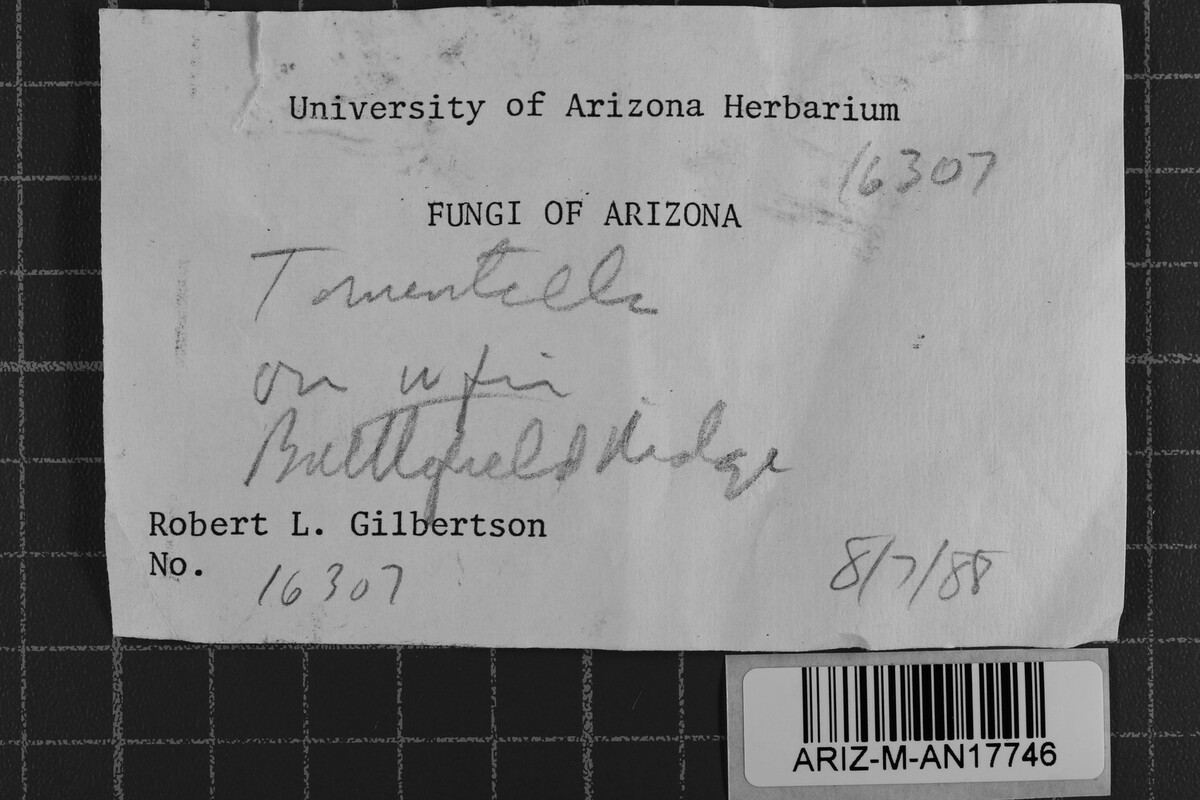 University of Arizona Herbarium
16307
FUNGI OF ARIZONA
Tomentella
on w fir
Battlefield Ridge
Robert L. Gilbertson
No. 16307
8/7/88
ARIZ-M-AN17746